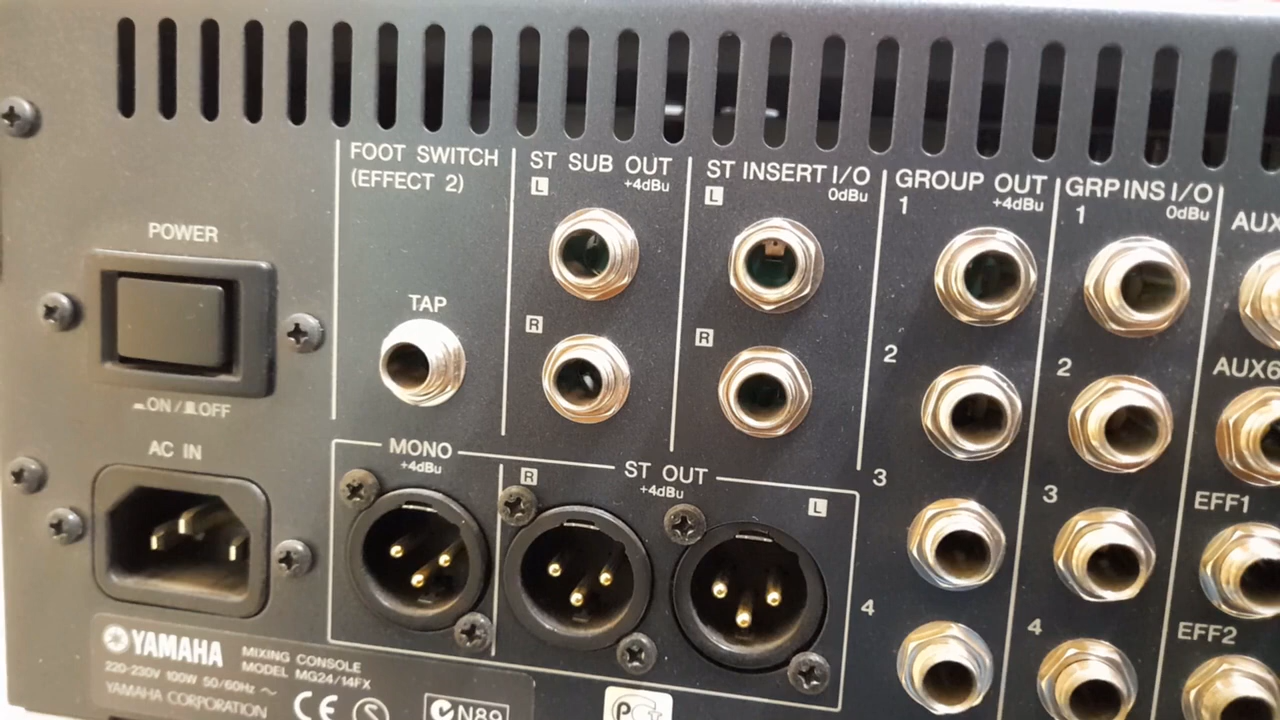 POWER
ON / OFF
AC IN
FOOT SWITCH
(EFFECT 2)
TAP
ST SUB OUT
+4dBu
L
R
ST INSERT I/O
0dBu
L
R
GROUP OUT
+4dBu
1
2
3
4
GRP INS I/O
0dBu
1
2
3
4
AUX
AUX6
EFF1
EFF2
MONO
+4dBu
ST OUT
+4dBu
R
L
YAMAHA
MIXING CONSOLE
MODEL MG24/14FX
220-230V 100W 50/60Hz ~
YAMAHA CORPORATION
CE
S
N89